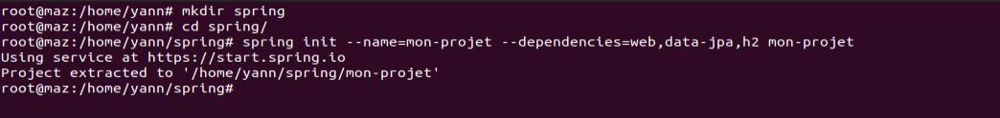 root@maz:/home/yann# mkdir spring
root@maz:/home/yann# cd spring/
root@maz:/home/yann/spring# spring init --name=mon-projet --dependencies=web,data-jpa,h2 mon-projet
Using service at https://start.spring.io
Project extracted to '/home/yann/spring/mon-projet'
root@maz:/home/yann/spring#